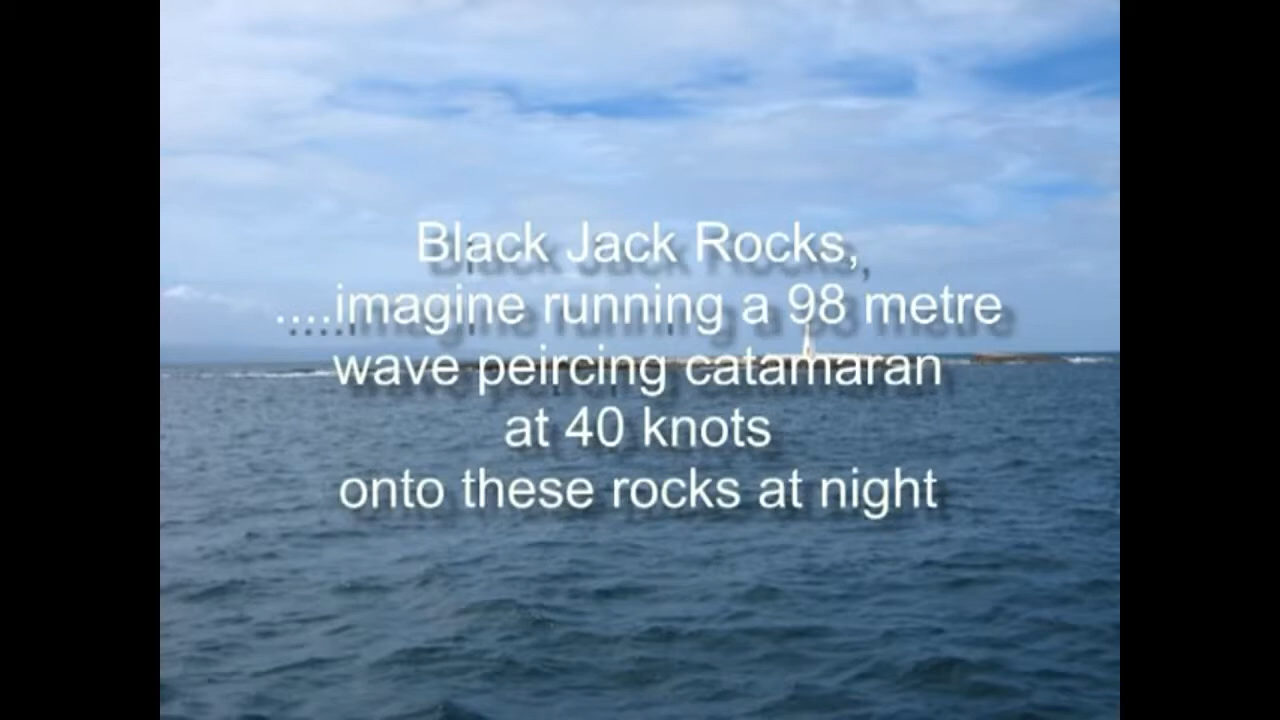 Black Jack Rocks,
....imagine running a 98 metre
wave peircing catamaran
at 40 knots
onto these rocks at night